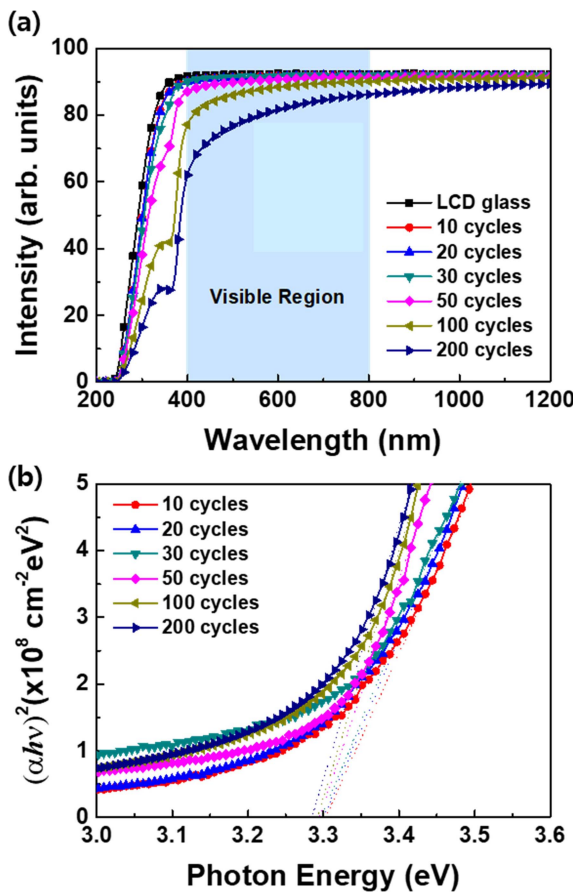 (a)
Intensity (arb. units)
100
80
60
40
20
0
LCD glass
10 cycles
20 cycles
30 cycles
50 cycles
100 cycles
200 cycles
Visible Region
200 400 600 800 1000 1200
Wavelength (nm)
(b)
(αhν)²(x10⁸ cm⁻²eV²)
5
4
3
2
1
0
10 cycles
20 cycles
30 cycles
50 cycles
100 cycles
200 cycles
3.0 3.1 3.2 3.3 3.4 3.5 3.6
Photon Energy (eV)